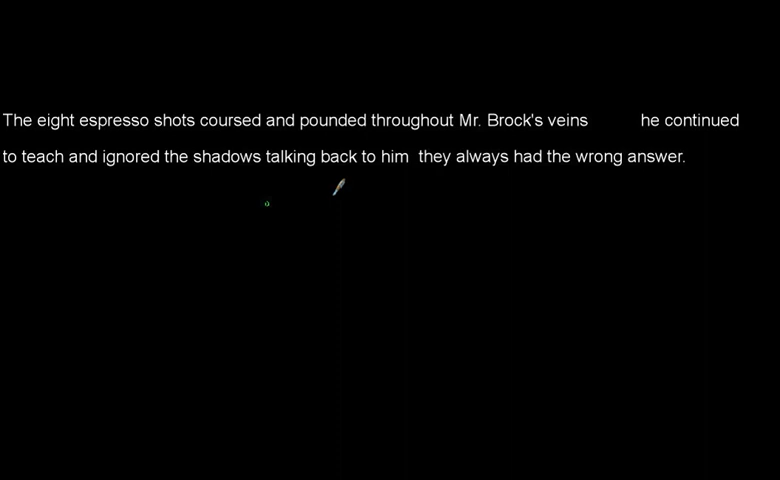 The eight espresso shots coursed and pounded throughout Mr. Brock's veins he continued
to teach and ignored the shadows talking back to him they always had the wrong answer.